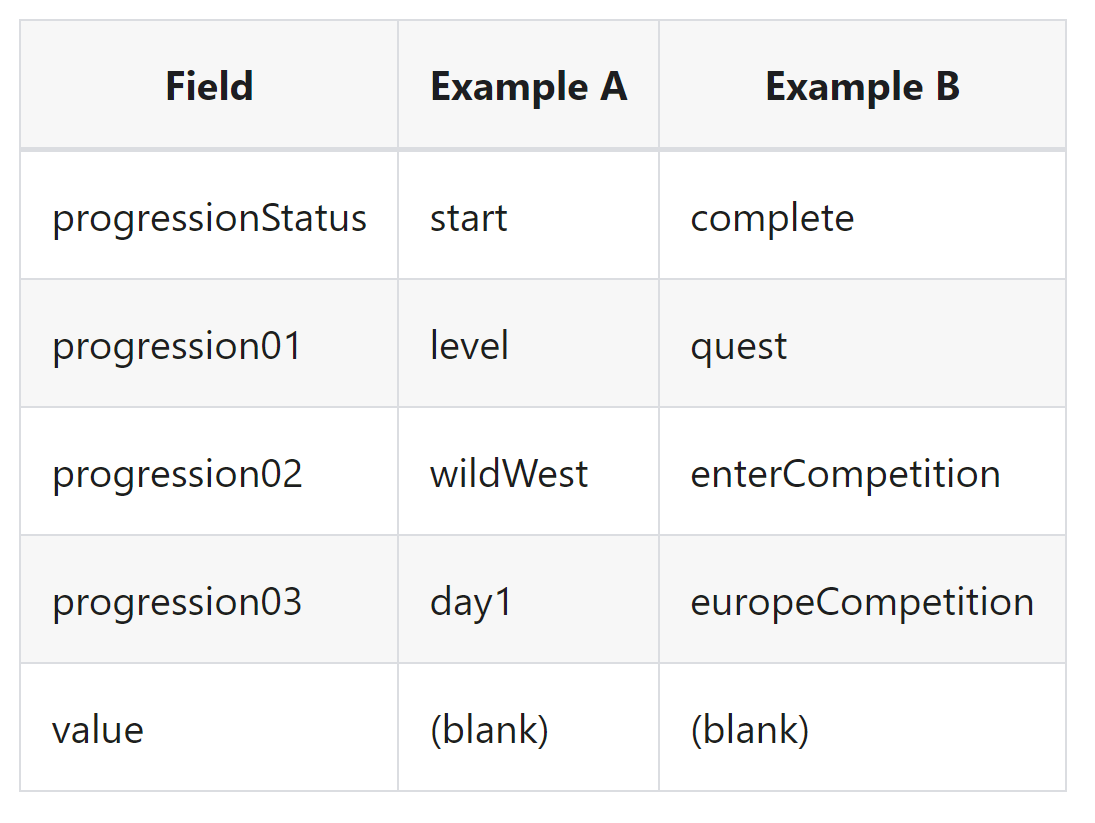 Field Example A Example B
progressionStatus start complete
progression01 level quest
progression02 wildWest enterCompetition
progression03 day1 europeCompetition
value (blank) (blank)